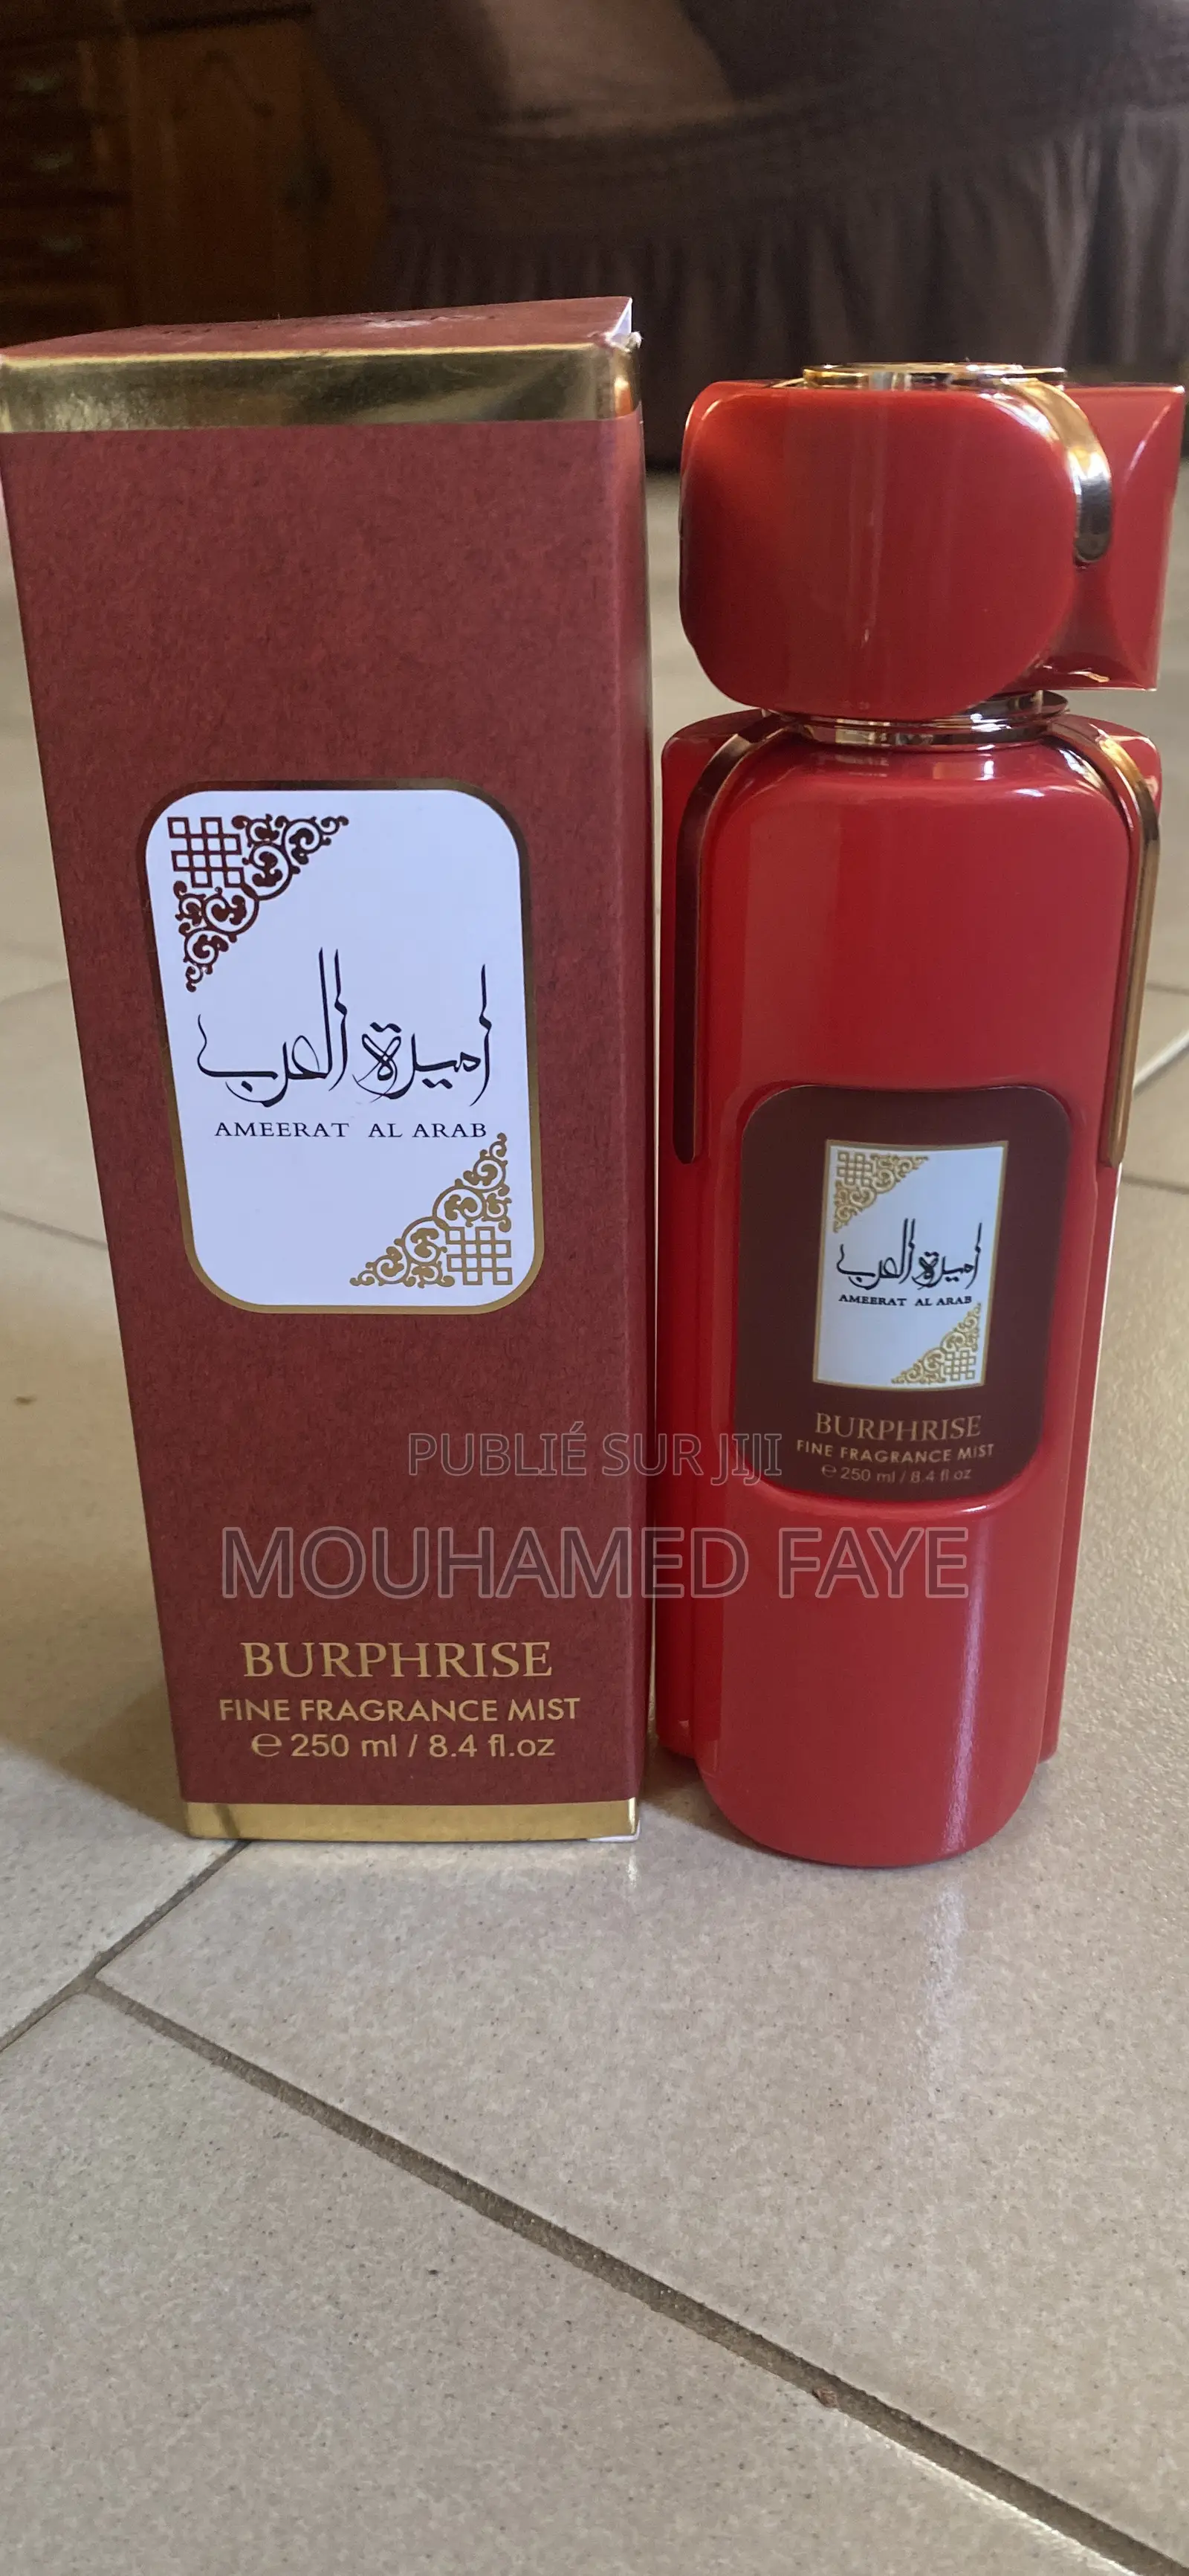 اميرة العرب
AMEERAT AL ARAB
BURPHRISE
FINE FRAGRANCE MIST
℮ 250 ml / 8.4 fl.oz
اميرة العرب
AMEERAT AL ARAB
BURPHRISE
FINE FRAGRANCE MIST
℮ 250 ml / 8.4 fl.oz
PUBLIÉ SUR JIJI
MOUHAMED FAYE